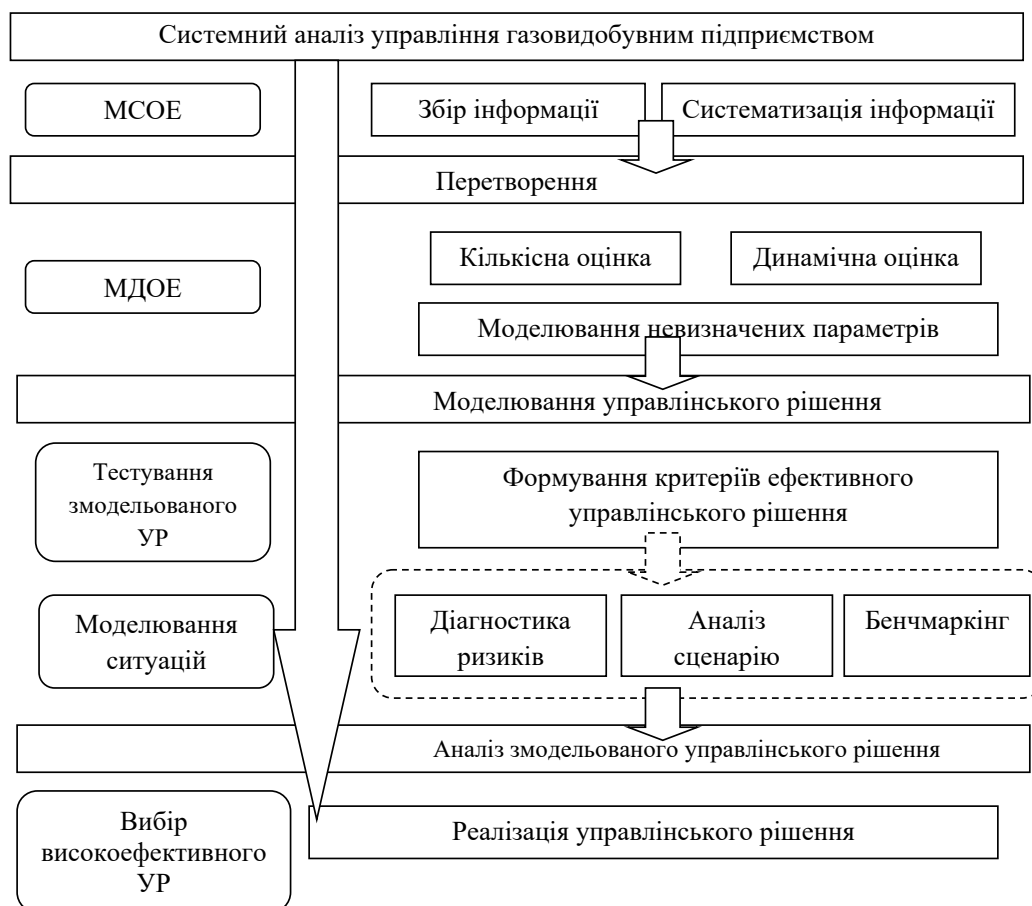 Системний аналіз управління газовидобувним підприємством
МСОЕ
Збір інформації
Систематизація інформації
Перетворення
Кількісна оцінка
Динамічна оцінка
МДОЕ
Моделювання невизначених параметрів
Моделювання управлінського рішення
Тестування
змодельованого
УР
Формування критеріїв ефективного
управлінського рішення
Моделювання
ситуацій
Діагностика
ризиків
Аналіз
сценарію
Бенчмаркінг
Аналіз змодельованого управлінського рішення
Вибір
високоефективного
УР
Реалізація управлінського рішення